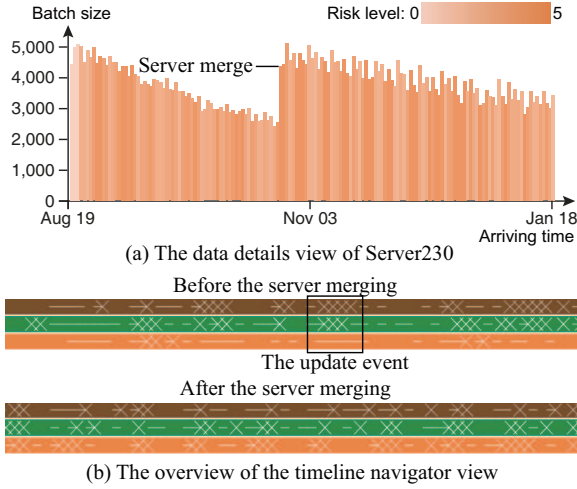 Batch size
Risk level: 0 5
5,000
4,000
Server merge
3,000
2,000
1,000
0
Aug 19
Nov 03
Jan 18
Arriving time
(a) The data details view of Server230
Before the server merging
The update event
After the server merging
(b) The overview of the timeline navigator view